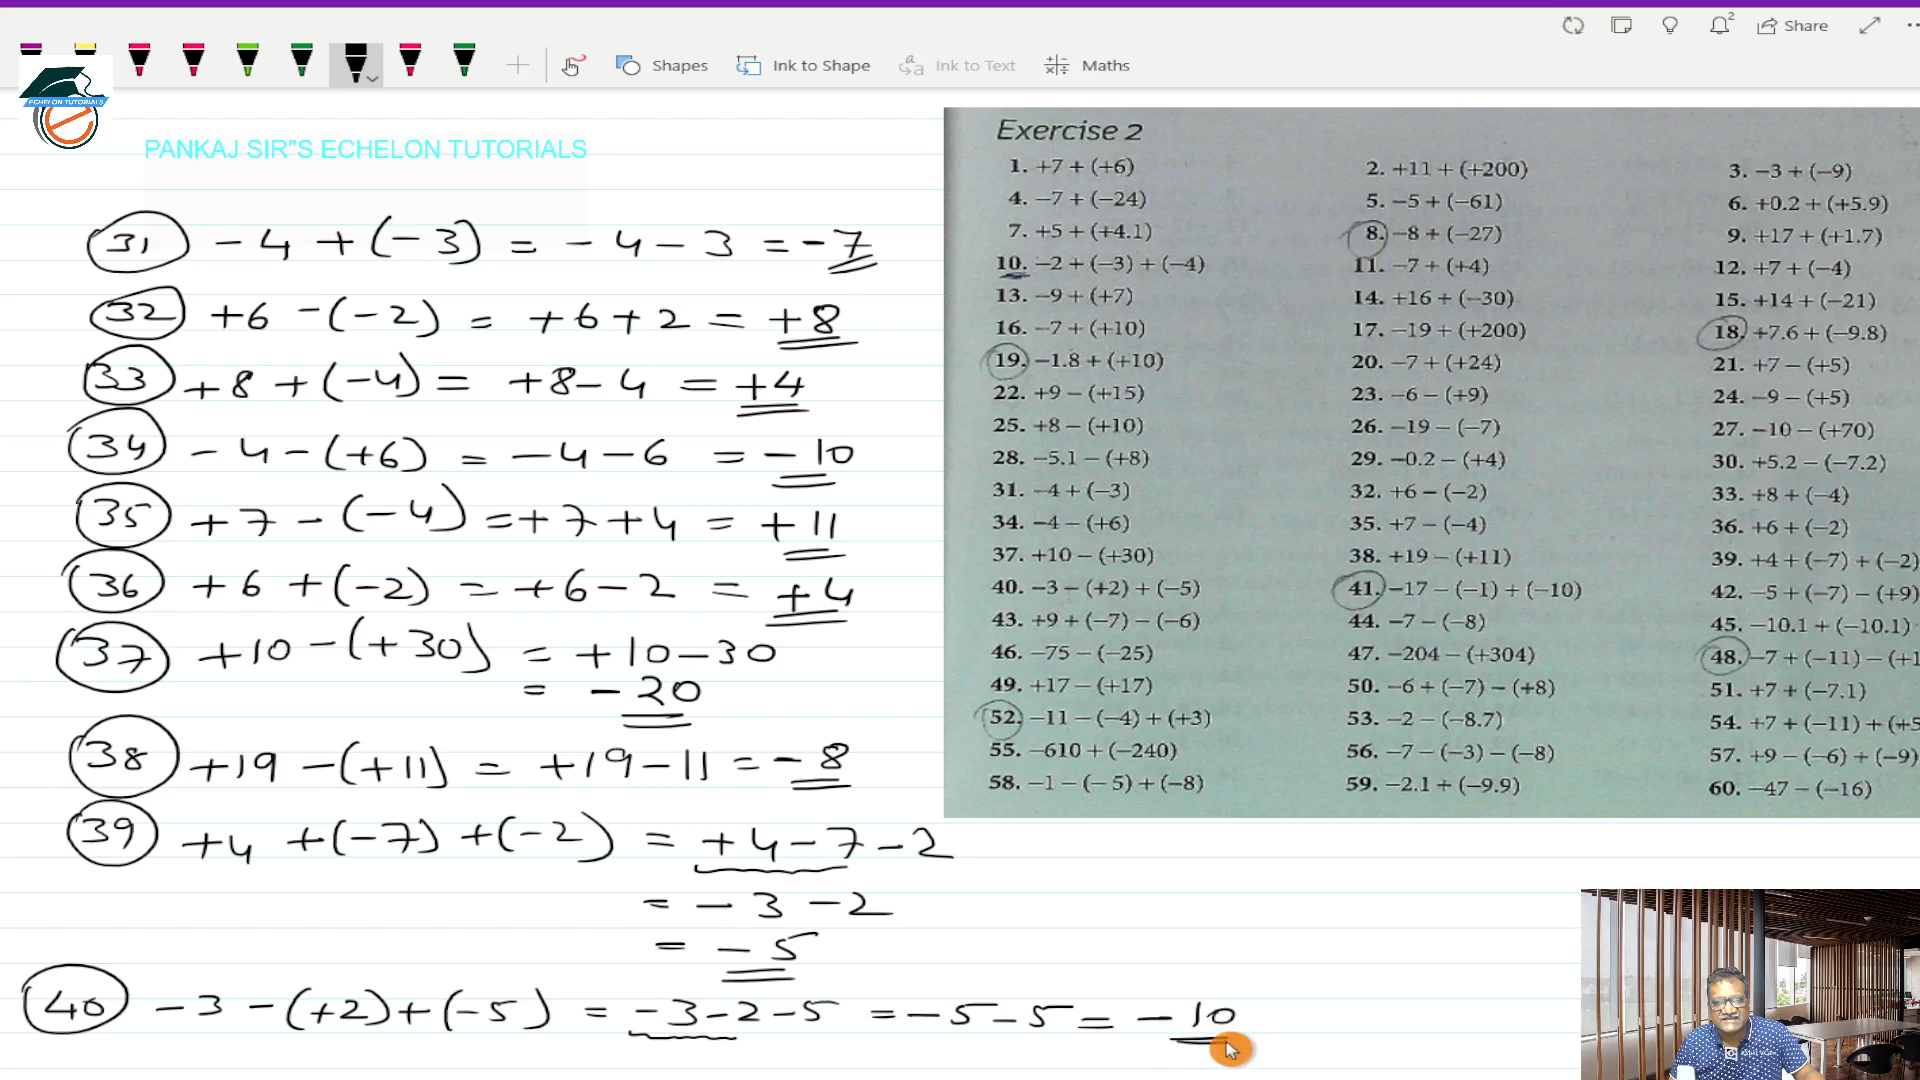 2
Share
Shapes
Ink to Shape
Ink to Text
Maths
ECHELON TUTORIALS
PANKAJ SIR"S ECHELON TUTORIALS
31 -4 + (-3) = -4 - 3 = -7
32 +6 - (-2) = +6 + 2 = +8
33 +8 + (-4) = +8 - 4 = +4
34 -4 - (+6) = -4 - 6 = -10
35 +7 - (-4) = +7 + 4 = +11
36 +6 + (-2) = +6 - 2 = +4
37 +10 - (+30) = +10 - 30
= -20
38 +19 - (+11) = +19 - 11 = -8
39 +4 + (-7) + (-2) = +4 - 7 - 2
= -3 - 2
= -5
40 -3 - (+2) + (-5) = -3 - 2 - 5 = -5 - 5 = -10
Exercise 2
1. +7 + (+6) 2. +11 + (+200) 3. −3 + (−9)
4. −7 + (−24) 5. −5 + (−61) 6. +0.2 + (+5.9)
7. +5 + (+4.1) 8. −8 + (−27) 9. +17 + (+1.7)
10. −2 + (−3) + (−4) 11. −7 + (+4) 12. +7 + (−4)
13. −9 + (+7) 14. +16 + (−30) 15. +14 + (−21)
16. −7 + (+10) 17. −19 + (+200) 18. +7.6 + (−9.8)
19. −1.8 + (+10) 20. −7 + (+24) 21. +7 − (+5)
22. +9 − (+15) 23. −6 − (+9) 24. −9 − (+5)
25. +8 − (+10) 26. −19 − (−7) 27. −10 − (+70)
28. −5.1 − (+8) 29. −0.2 − (+4) 30. +5.2 − (−7.2)
31. −4 + (−3) 32. +6 − (−2) 33. +8 + (−4)
34. −4 − (+6) 35. +7 − (−4) 36. +6 + (−2)
37. +10 − (+30) 38. +19 − (+11) 39. +4 + (−7) + (−2)
40. −3 − (+2) + (−5) 41. −17 − (−1) + (−10) 42. −5 + (−7) − (+9)
43. +9 + (−7) − (−6) 44. −7 − (−8) 45. −10.1 + (−10.1)
46. −75 − (−25) 47. −204 − (+304) 48. −7 + (−11) − (+1
49. +17 − (+17) 50. −6 + (−7) − (+8) 51. +7 + (−7.1)
52. −11 − (−4) + (+3) 53. −2 − (−8.7) 54. +7 + (−11) + (+5
55. −610 + (−240) 56. −7 − (−3) − (−8) 57. +9 − (−6) + (−9)
58. −1 − (− 5) + (−8) 59. −2.1 + (−9.9) 60. −47 − (−16)